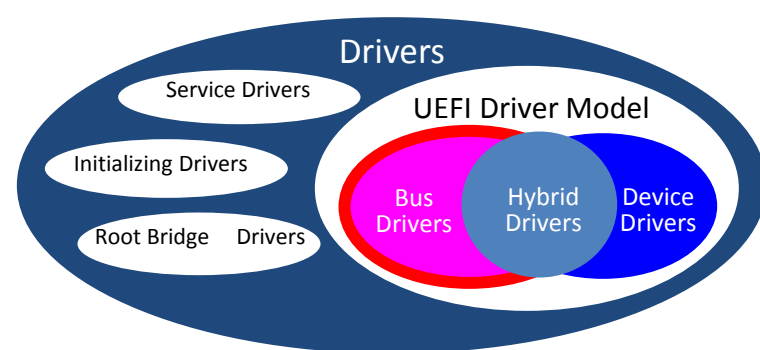 Drivers
Service Drivers
UEFI Driver Model
Initializing Drivers
Bus
Drivers
Hybrid
Drivers
Device
Drivers
Root Bridge Drivers